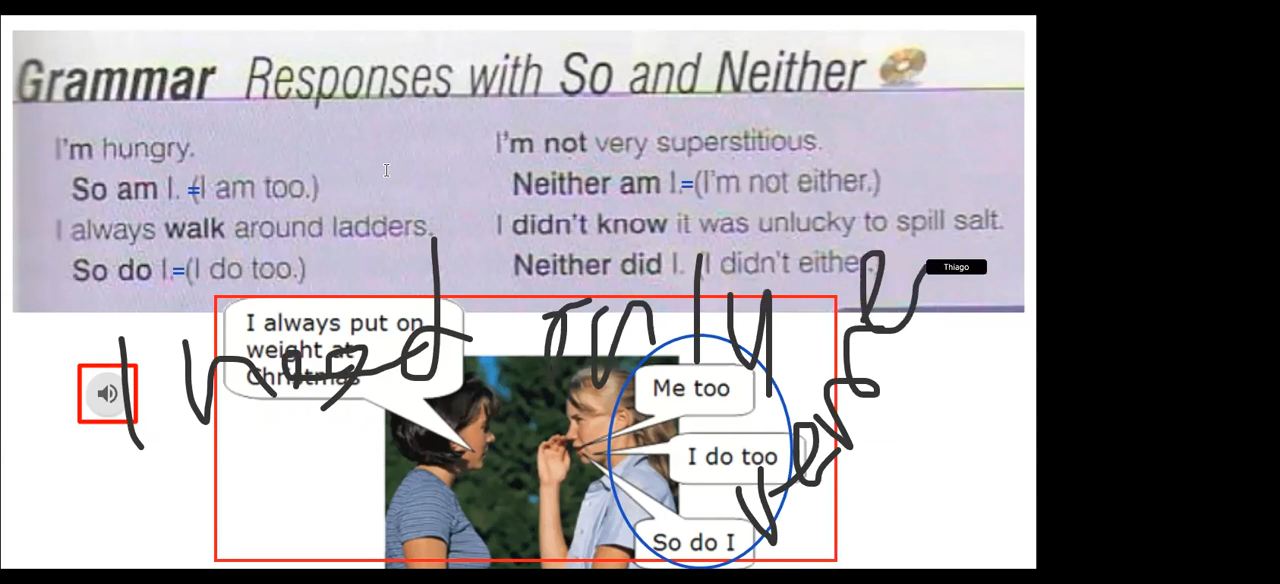 Grammar Responses with So and Neither
I'm hungry.
So am I. =(I am too.)
I always walk around ladders.
So do I.=(I do too.)
I'm not very superstitious.
Neither am I.=(I'm not either.)
I didn't know it was unlucky to spill salt.
Neither did I. (I didn't either.)
Thiago
I always put on
weight at
Christmas
Me too
I do too
So do I
I need only